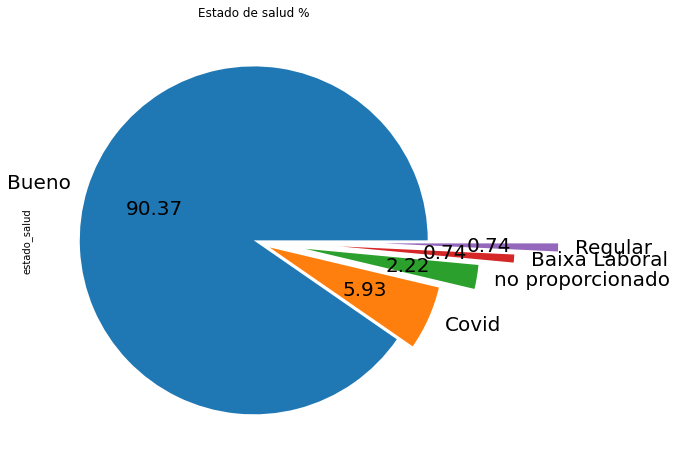 Estado de salud %
Bueno
90.37
estado_salud
0.74
Regular
0.74
Baixa Laboral
2.22
no proporcionado
5.93
Covid